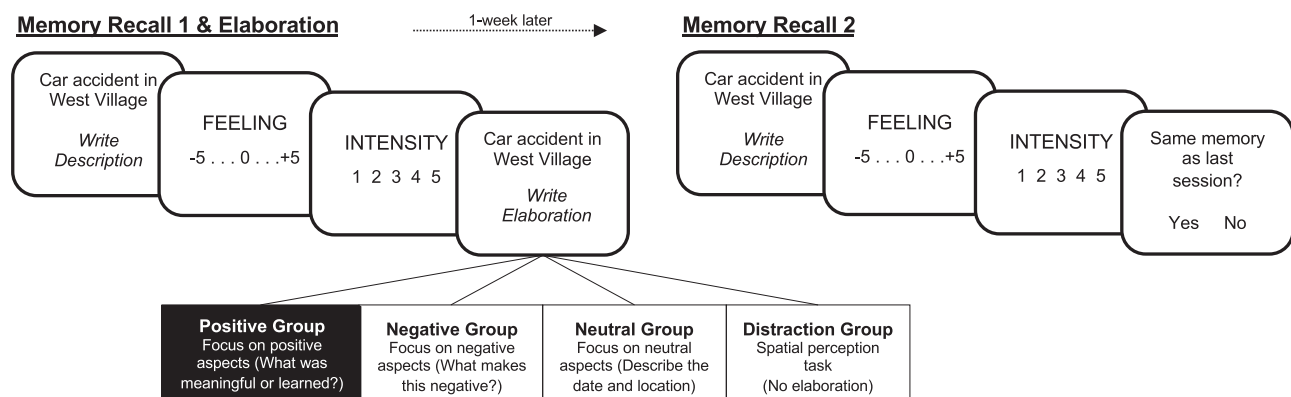 Memory Recall 1 & Elaboration
1-week later
Memory Recall 2
Car accident in
West Village
Write
Description
FEELING
-5 . . . 0 . . .+5
INTENSITY
1 2 3 4 5
Car accident in
West Village
Write
Elaboration
Car accident in
West Village
Write
Description
FEELING
-5 . . . 0 . . .+5
INTENSITY
1 2 3 4 5
Same memory
as last
session?
Yes No
Positive Group
Focus on positive
aspects (What was
meaningful or learned?)
Negative Group
Focus on negative
aspects (What makes
this negative?)
Neutral Group
Focus on neutral
aspects (Describe the
date and location)
Distraction Group
Spatial perception
task
(No elaboration)